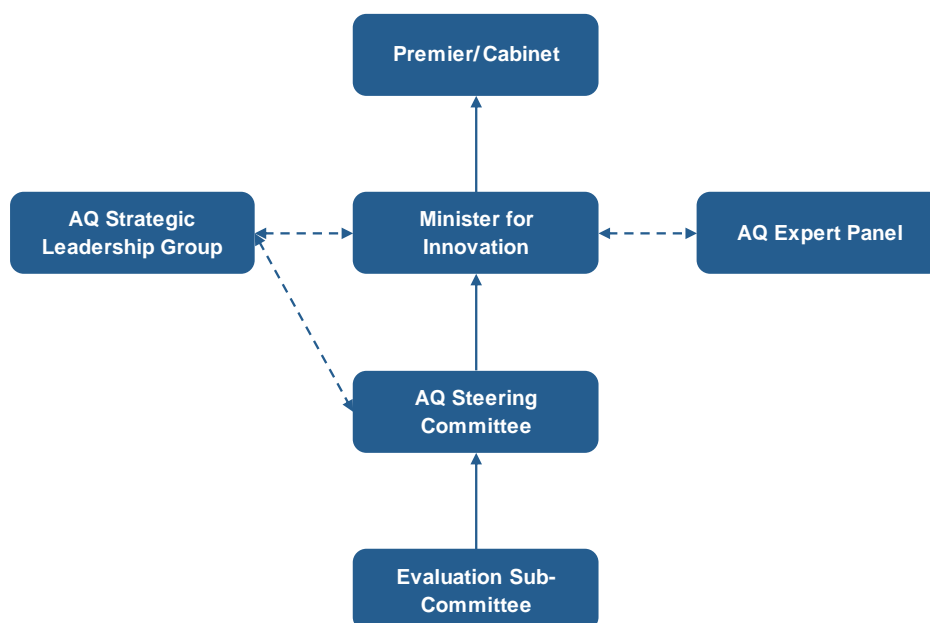 Premier/Cabinet
AQ Strategic
Leadership Group
Minister for
Innovation
AQ Expert Panel
AQ Steering
Committee
Evaluation Sub-
Committee